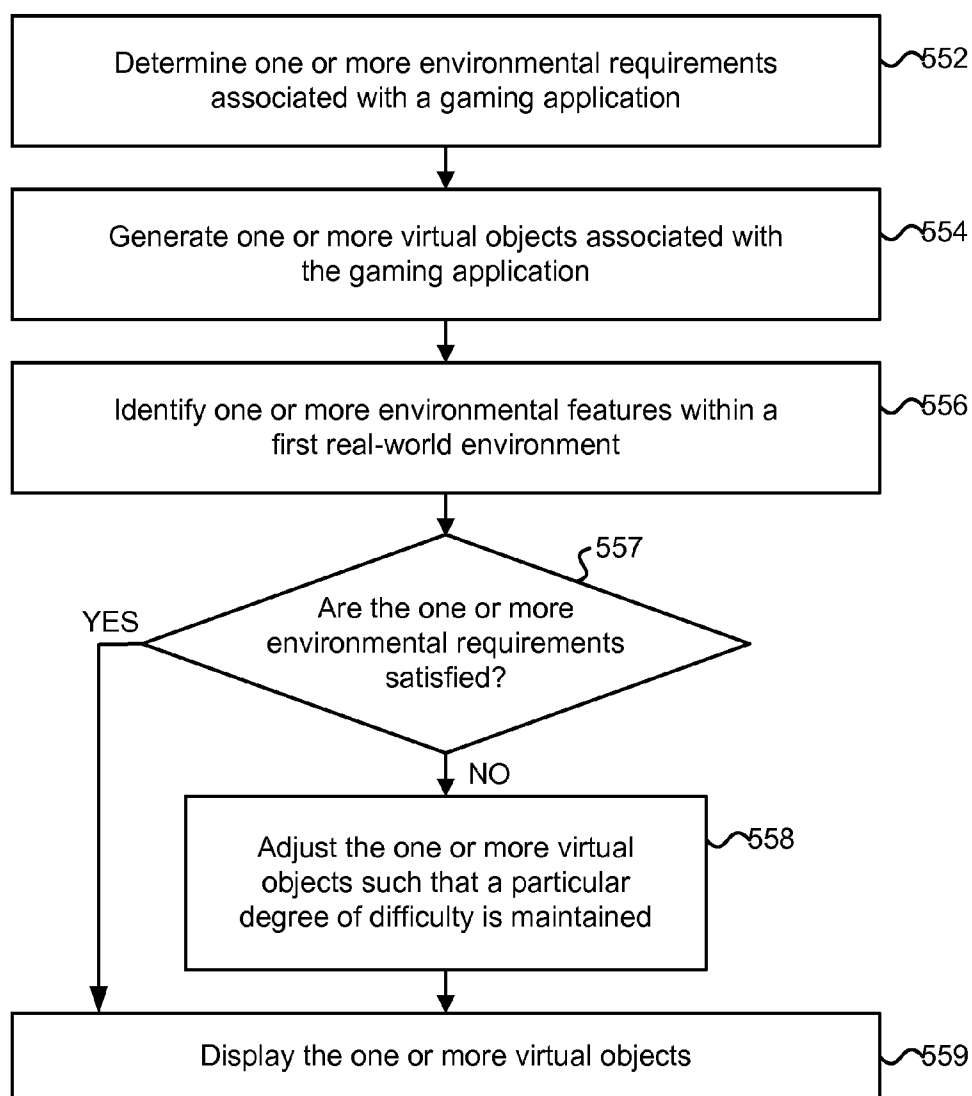 Determine one or more environmental requirements
associated with a gaming application
552
Generate one or more virtual objects associated with
the gaming application
554
Identify one or more environmental features within a
first real-world environment
556
557
Are the one or more
environmental requirements
satisfied?
YES
NO
Adjust the one or more virtual
objects such that a particular
degree of difficulty is maintained
558
Display the one or more virtual objects
559